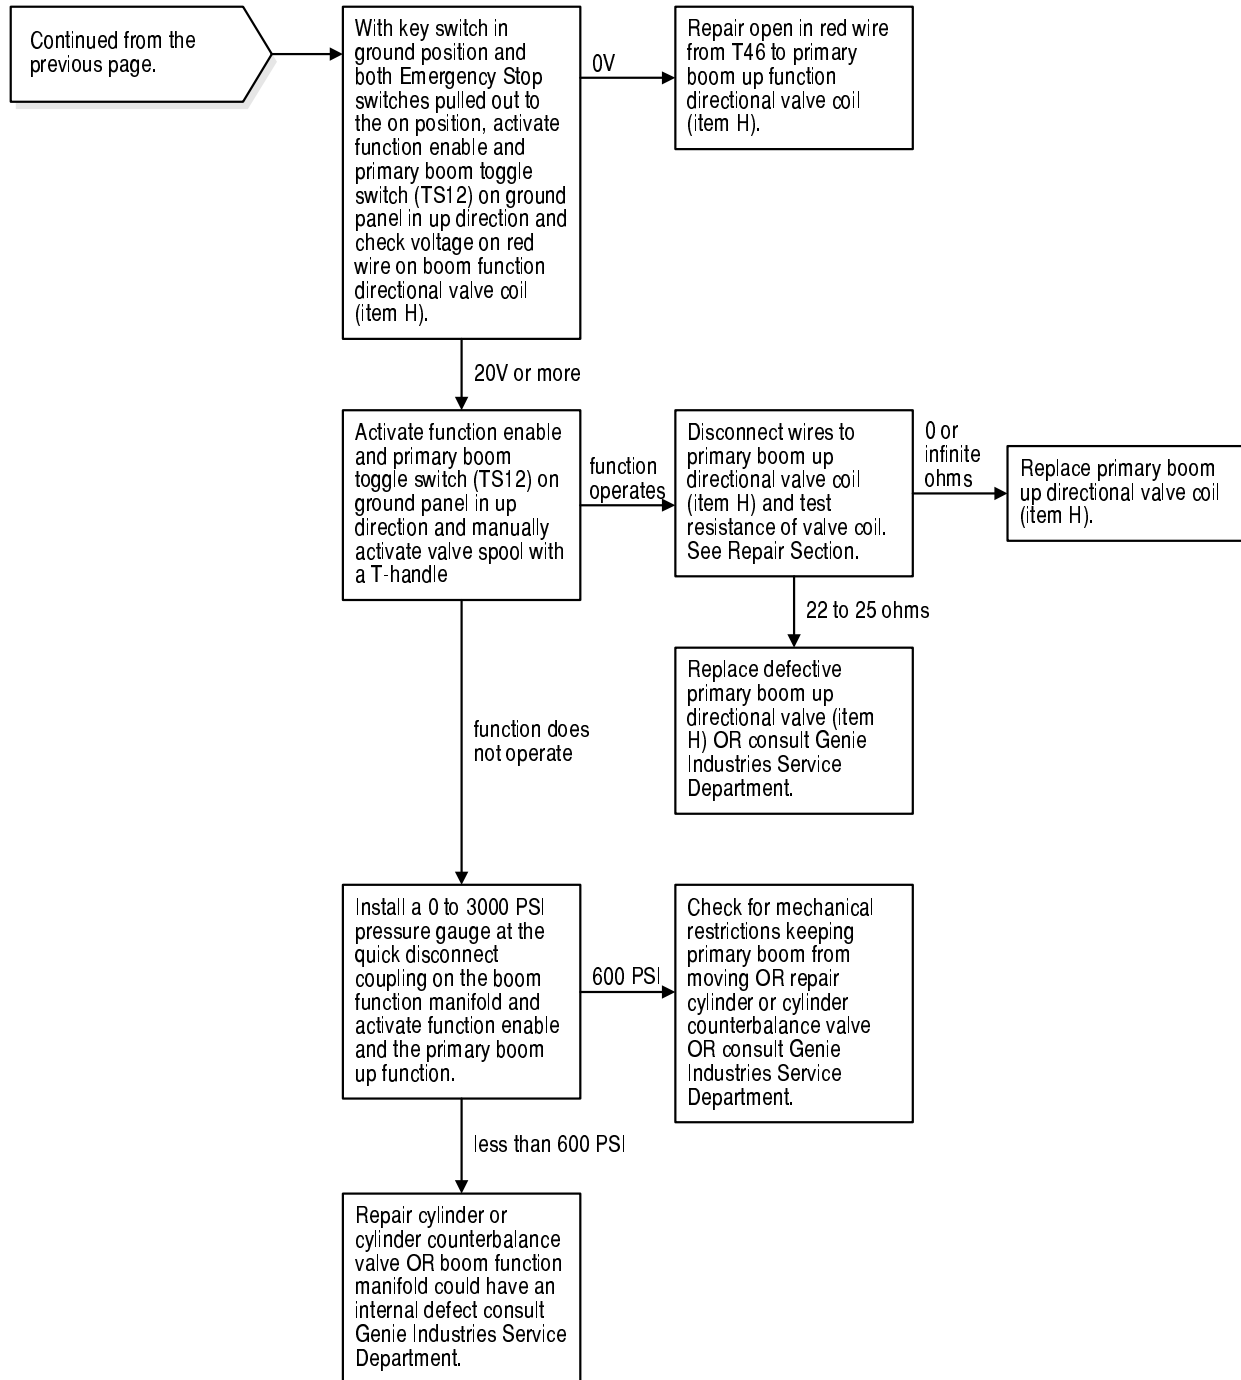 Continued from the
previous page.
With key switch in
ground position and
both Emergency Stop
switches pulled out to
the on position, activate
function enable and
primary boom toggle
switch (TS12) on ground
panel in up direction and
check voltage on red
wire on boom function
directional valve coil
(item H).
0V
Repair open in red wire
from T46 to primary
boom up function
directional valve coil
(item H).
20V or more
Activate function enable
and primary boom
toggle switch (TS12) on
ground panel in up
direction and manually
activate valve spool with
a T-handle
function
operates
Disconnect wires to
primary boom up
directional valve coil
(item H) and test
resistance of valve coil.
See Repair Section.
0 or
infinite
ohms
Replace primary boom
up directional valve coil
(item H).
22 to 25 ohms
Replace defective
primary boom up
directional valve (item
H) OR consult Genie
Industries Service
Department.
function does
not operate
Install a 0 to 3000 PSI
pressure gauge at the
quick disconnect
coupling on the boom
function manifold and
activate function enable
and the primary boom
up function.
600 PSI
Check for mechanical
restrictions keeping
primary boom from
moving OR repair
cylinder or cylinder
counterbalance valve
OR consult Genie
Industries Service
Department.
less than 600 PSI
Repair cylinder or
cylinder counterbalance
valve OR boom function
manifold could have an
internal defect consult
Genie Industries Service
Department.